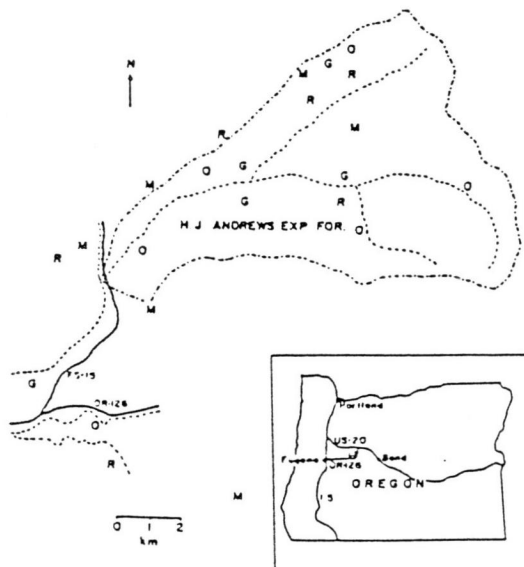 N
O
G
M R
R
R
M
O G
M G O
G R
H. J. ANDREWS EXP. FOR.
O
O
M
R
M
FS-15
G
OR-126
O
R
M
0 1 2
km
Portland
US-20
Eugene Bend
OR-126
OREGON
I-5